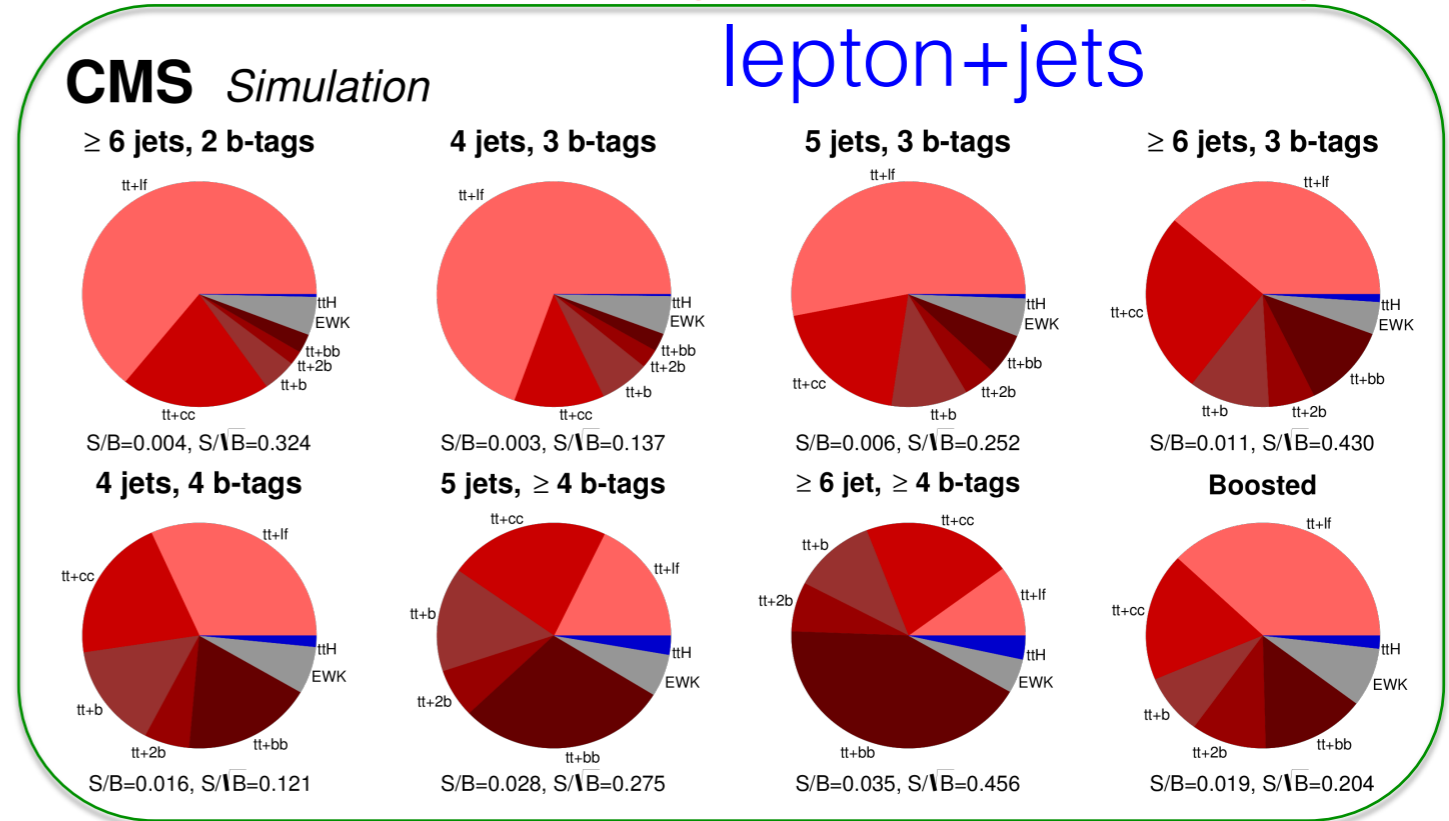 lepton+jets
CMS Simulation
≥ 6 jets, 2 b-tags
tt+lf
ttH
EWK
tt+bb
tt+2b
tt+b
tt+cc
S/B=0.004, S/√B=0.324
4 jets, 3 b-tags
tt+lf
ttH
EWK
tt+bb
tt+2b
tt+b
tt+cc
S/B=0.003, S/√B=0.137
5 jets, 3 b-tags
tt+lf
ttH
EWK
tt+bb
tt+2b
tt+cc
tt+b
S/B=0.006, S/√B=0.252
≥ 6 jets, 3 b-tags
tt+lf
ttH
tt+cc
EWK
tt+bb
tt+b
tt+2b
S/B=0.011, S/√B=0.430
4 jets, 4 b-tags
tt+lf
tt+cc
ttH
EWK
tt+b
tt+bb
tt+2b
S/B=0.016, S/√B=0.121
5 jets, ≥ 4 b-tags
tt+cc
tt+lf
tt+b
ttH
EWK
tt+2b
tt+bb
S/B=0.028, S/√B=0.275
≥ 6 jet, ≥ 4 b-tags
tt+cc
tt+b
tt+lf
tt+2b
ttH
EWK
tt+bb
S/B=0.035, S/√B=0.456
Boosted
tt+lf
tt+cc
ttH
EWK
tt+b
tt+bb
tt+2b
S/B=0.019, S/√B=0.204